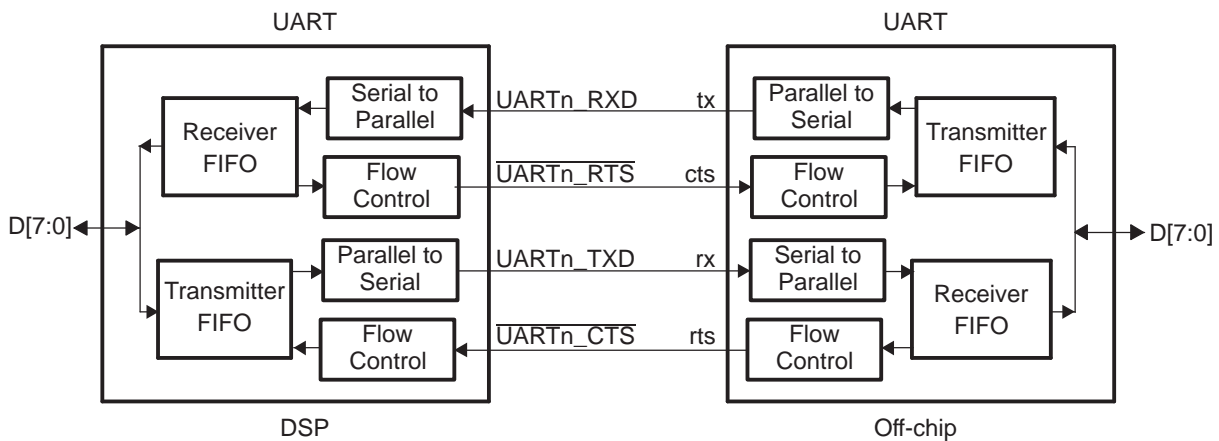 UART
UART
Serial to
Parallel
UARTn_RXD
tx
Parallel to
Serial
Receiver
FIFO
Transmitter
FIFO
Flow
Control
UARTn_RTS
cts
Flow
Control
D[7:0]
D[7:0]
Parallel to
Serial
UARTn_TXD
rx
Serial to
Parallel
Transmitter
FIFO
Receiver
FIFO
Flow
Control
UARTn_CTS
rts
Flow
Control
DSP
Off-chip